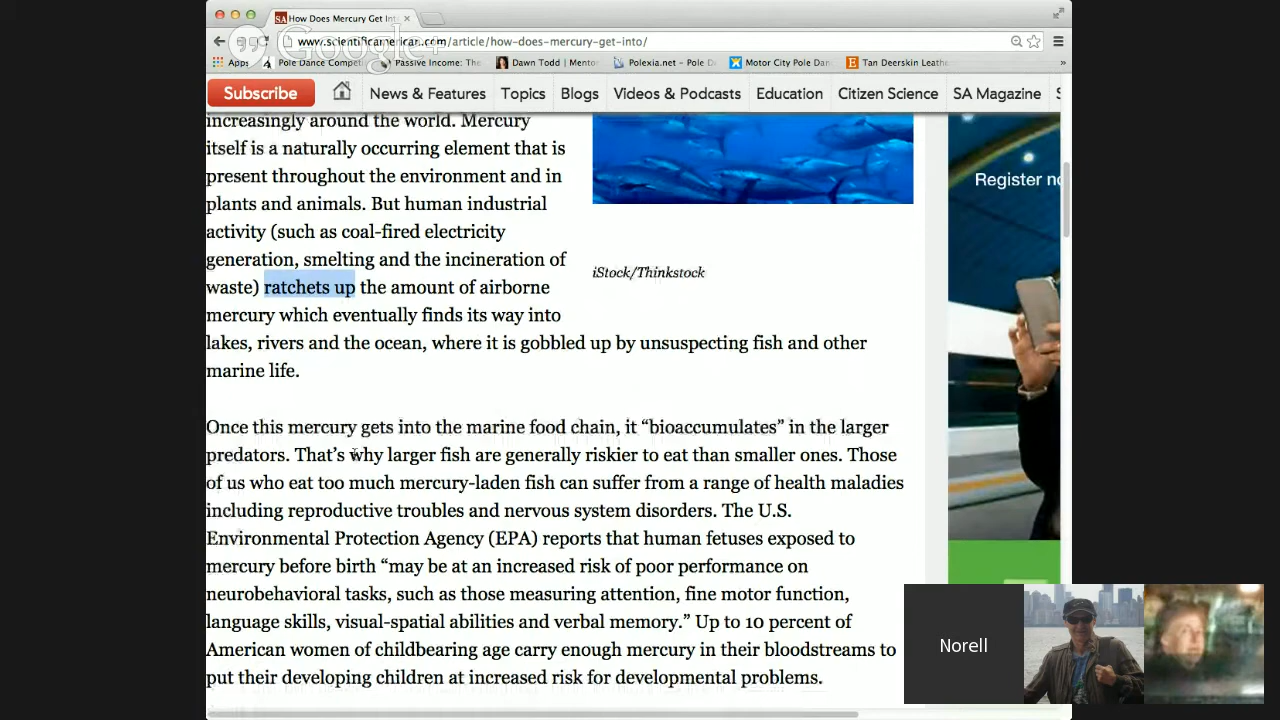 How Does Mercury Get Int
Google+
www.scientificamerican.com/article/how-does-mercury-get-into/
Apps
Pole Dance Compet
Passive Income: The
Dawn Todd | Mentor
Polexia.net – Pole D
Motor City Pole Dan
Tan Deerskin Leath
Subscribe
News & Features
Topics
Blogs
Videos & Podcasts
Education
Citizen Science
SA Magazine
increasingly around the world. Mercury
itself is a naturally occurring element that is
present throughout the environment and in
plants and animals. But human industrial
activity (such as coal-fired electricity
generation, smelting and the incineration of
waste) ratchets up the amount of airborne
mercury which eventually finds its way into
lakes, rivers and the ocean, where it is gobbled up by unsuspecting fish and other
marine life.
iStock/Thinkstock
Register no
Once this mercury gets into the marine food chain, it “bioaccumulates” in the larger
predators. That’s why larger fish are generally riskier to eat than smaller ones. Those
of us who eat too much mercury-laden fish can suffer from a range of health maladies
including reproductive troubles and nervous system disorders. The U.S.
Environmental Protection Agency (EPA) reports that human fetuses exposed to
mercury before birth “may be at an increased risk of poor performance on
neurobehavioral tasks, such as those measuring attention, fine motor function,
language skills, visual-spatial abilities and verbal memory.” Up to 10 percent of
American women of childbearing age carry enough mercury in their bloodstreams to
put their developing children at increased risk for developmental problems.
Norell